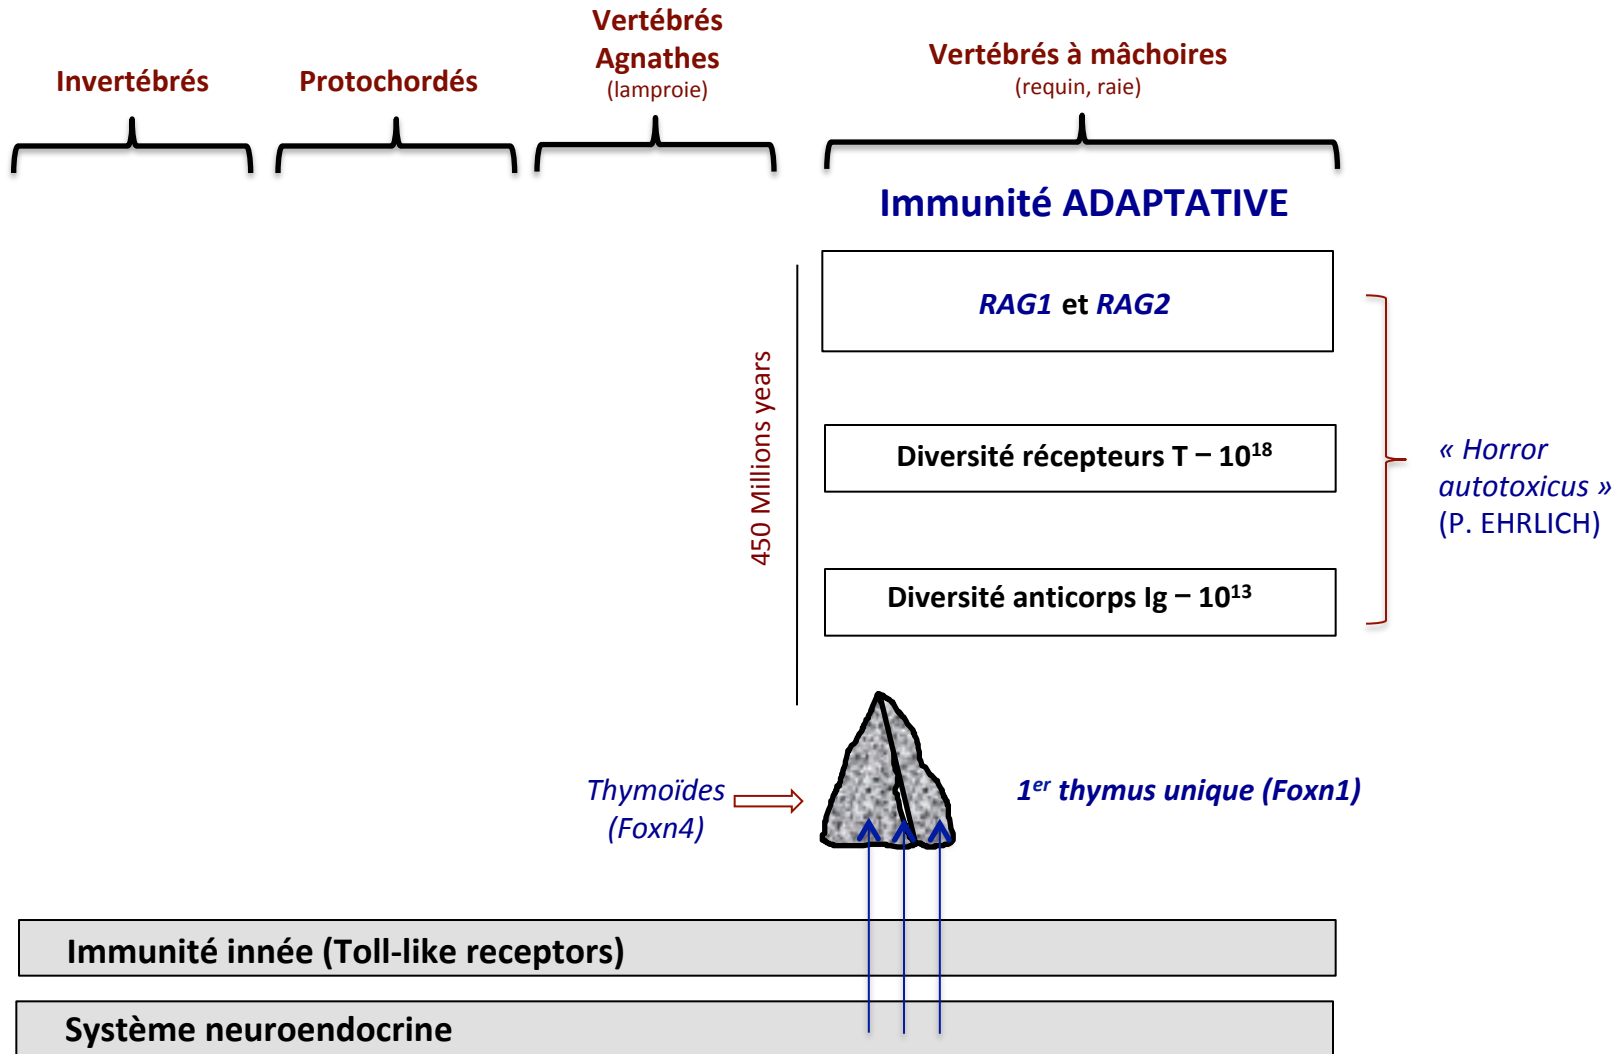 Invertébrés
Protochordés
Vertébrés
Agnathes
(lamproie)
Vertébrés à mâchoires
(requin, raie)
Immunité ADAPTATIVE
RAG1 et RAG2
450 Millions years
Diversité récepteurs T – 10¹⁸
Diversité anticorps Ig – 10¹³
« Horror
autotoxicus »
(P. EHRLICH)
Thymoïdes
(Foxn4)
1er thymus unique (Foxn1)
Immunité innée (Toll-like receptors)
Système neuroendocrine